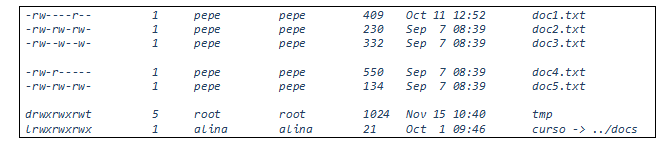 -rw----r-- 1 pepe pepe 409 Oct 11 12:52 doc1.txt
-rw-rw-rw- 1 pepe pepe 230 Sep 7 08:39 doc2.txt
-rw--w--w- 1 pepe pepe 332 Sep 7 08:39 doc3.txt
-rw-r----- 1 pepe pepe 550 Sep 7 08:39 doc4.txt
-rw-rw-rw- 1 pepe pepe 134 Sep 7 08:39 doc5.txt
drwxrwxrwt 5 root root 1024 Nov 15 10:40 tmp
lrwxrwxrwx 1 alina alina 21 Oct 1 09:46 curso -> ../docs